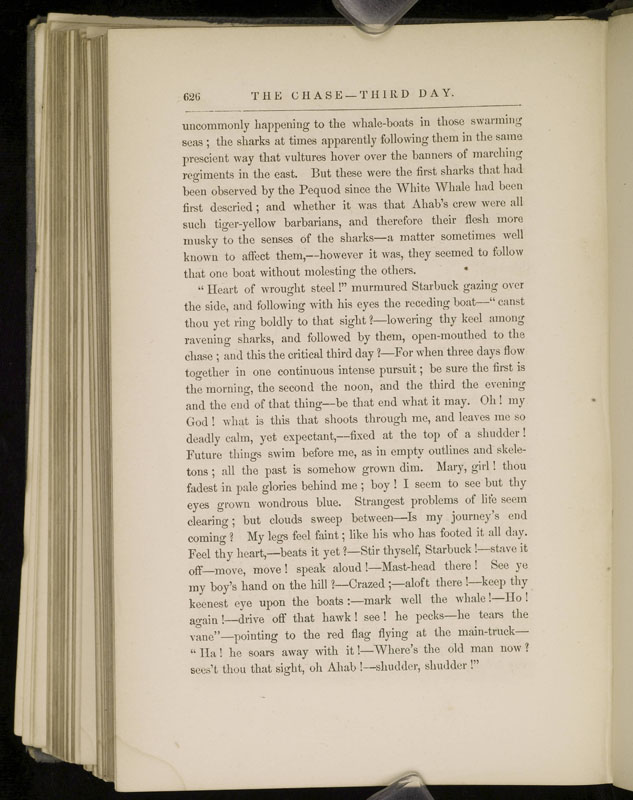 626 THE CHASE—THIRD DAY.
uncommonly happening to the whale-boats in those swarming
seas ; the sharks at times apparently following them in the same
prescient way that vultures hover over the banners of marching
regiments in the east. But these were the first sharks that had
been observed by the Pequod since the White Whale had been
first descried ; and whether it was that Ahab's crew were all
such tiger-yellow barbarians, and therefore their flesh more
musky to the senses of the sharks—a matter sometimes well
known to affect them,—however it was, they seemed to follow
that one boat without molesting the others.
“ Heart of wrought steel !” murmured Starbuck gazing over
the side, and following with his eyes the receding boat—“ canst
thou yet ring boldly to that sight ?—lowering thy keel among
ravening sharks, and followed by them, open-mouthed to the
chase ; and this the critical third day ?—For when three days flow
together in one continuous intense pursuit ; be sure the first is
the morning, the second the noon, and the third the evening
and the end of that thing—be that end what it may. Oh ! my
God ! what is this that shoots through me, and leaves me so
deadly calm, yet expectant,—fixed at the top of a shudder !
Future things swim before me, as in empty outlines and skele-
tons ; all the past is somehow grown dim. Mary, girl ! thou
fadest in pale glories behind me ; boy ! I seem to see but thy
eyes grown wondrous blue. Strangest problems of life seem
clearing ; but clouds sweep between—Is my journey's end
coming ? My legs feel faint ; like his who has footed it all day.
Feel thy heart,—beats it yet ?—Stir thyself, Starbuck !—stave it
off—move, move ! speak aloud !—Mast-head there ! See ye
my boy's hand on the hill ?—Crazed ;—aloft there !—keep thy
keenest eye upon the boats :—mark well the whale !—Ho !
again !—drive off that hawk ! see ! he pecks—he tears the
vane”—pointing to the red flag flying at the main-truck—
“ Ha ! he soars away with it !—Where's the old man now ?
sees't thou that sight, oh Ahab !—shudder, shudder !”